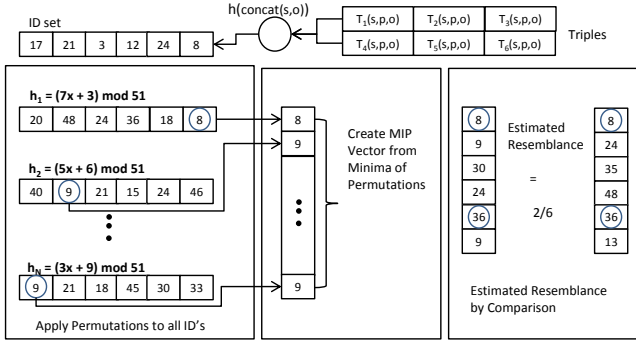 h(concat(s,o))
ID set
17 21 3 12 24 8
T1(s,p,o) T2(s,p,o) T3(s,p,o)
T4(s,p,o) T5(s,p,o) T6(s,p,o)
Triples
h1 = (7x + 3) mod 51
20 48 24 36 18 8
h2 = (5x + 6) mod 51
40 9 21 15 24 46
hN = (3x + 9) mod 51
9 21 18 45 30 33
Apply Permutations to all ID's
8
9
9
Create MIP
Vector from
Minima of
Permutations
8
9
30
24
36
9
Estimated
Resemblance
=
2/6
8
24
35
48
36
13
Estimated Resemblance
by Comparison